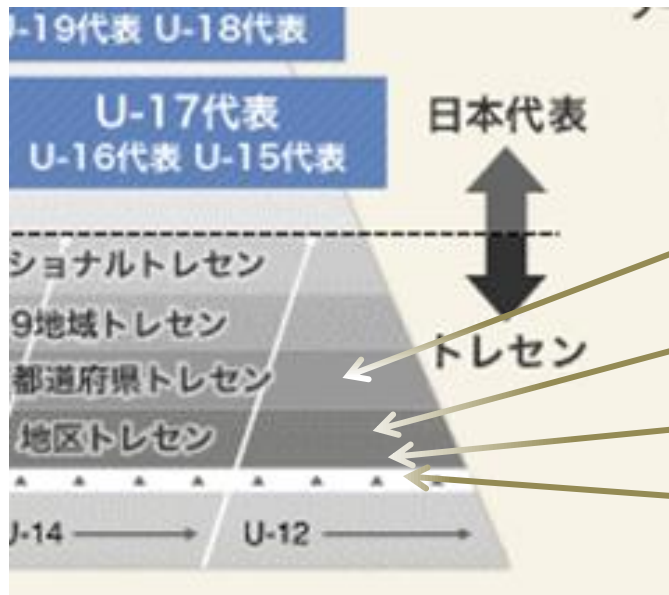 U-19代表 U-18代表
U-17代表
U-16代表 U-15代表
日本代表
ショナルトレセン
9地域トレセン
都道府県トレセン
トレセン
地区トレセン
U-14
U-12